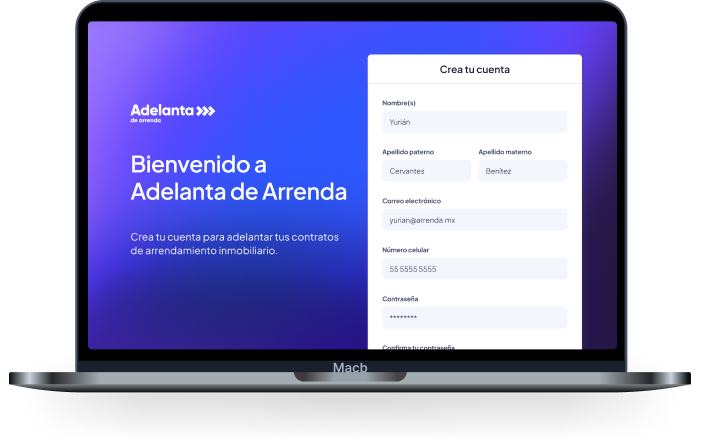 Adelanta
de arrenda
Bienvenido a
Adelanta de Arrenda
Crea tu cuenta para adelantar tus contratos
de arrendamiento inmobiliario.
Crea tu cuenta
Nombre(s)
Yurián
Apellido paterno
Apellido materno
Cervantes
Benítez
Correo electrónico
yurian@arrenda.mx
Número celular
55 5555 5555
Contraseña
********
Confirma tu contraseña
Macb